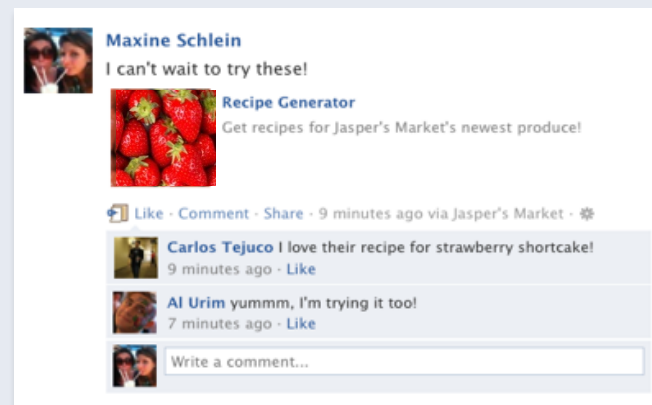 Maxine Schlein
I can't wait to try these!
Recipe Generator
Get recipes for Jasper's Market's newest produce!
Like · Comment · Share · 9 minutes ago via Jasper's Market ·
Carlos Tejuco I love their recipe for strawberry shortcake!
9 minutes ago · Like
Al Urim yummm, I'm trying it too!
7 minutes ago · Like
Write a comment...